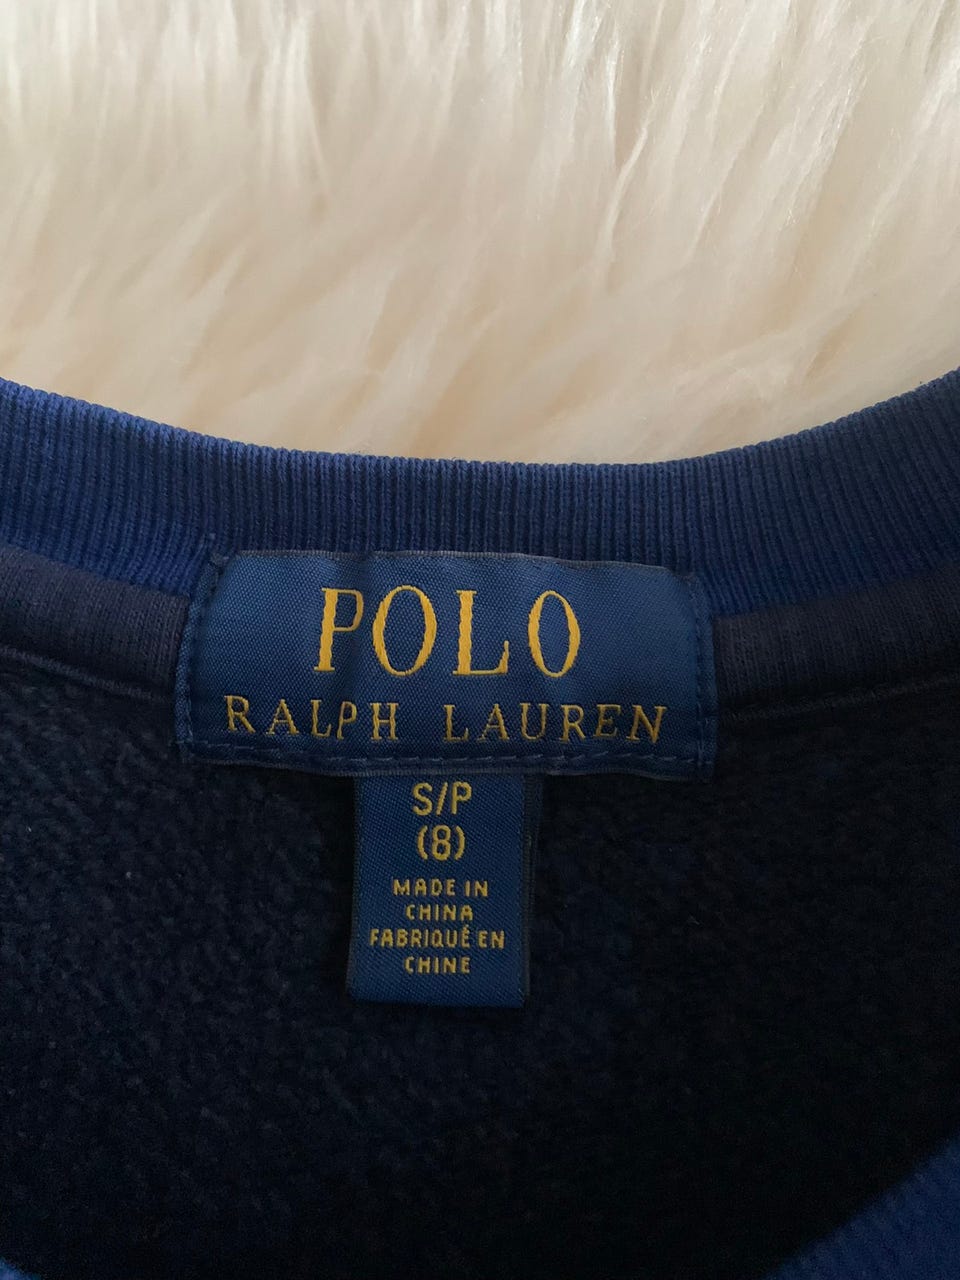 POLO
RALPH LAUREN
S/P
(8)
MADE IN
CHINA
FABRIQUÉ EN
CHINE